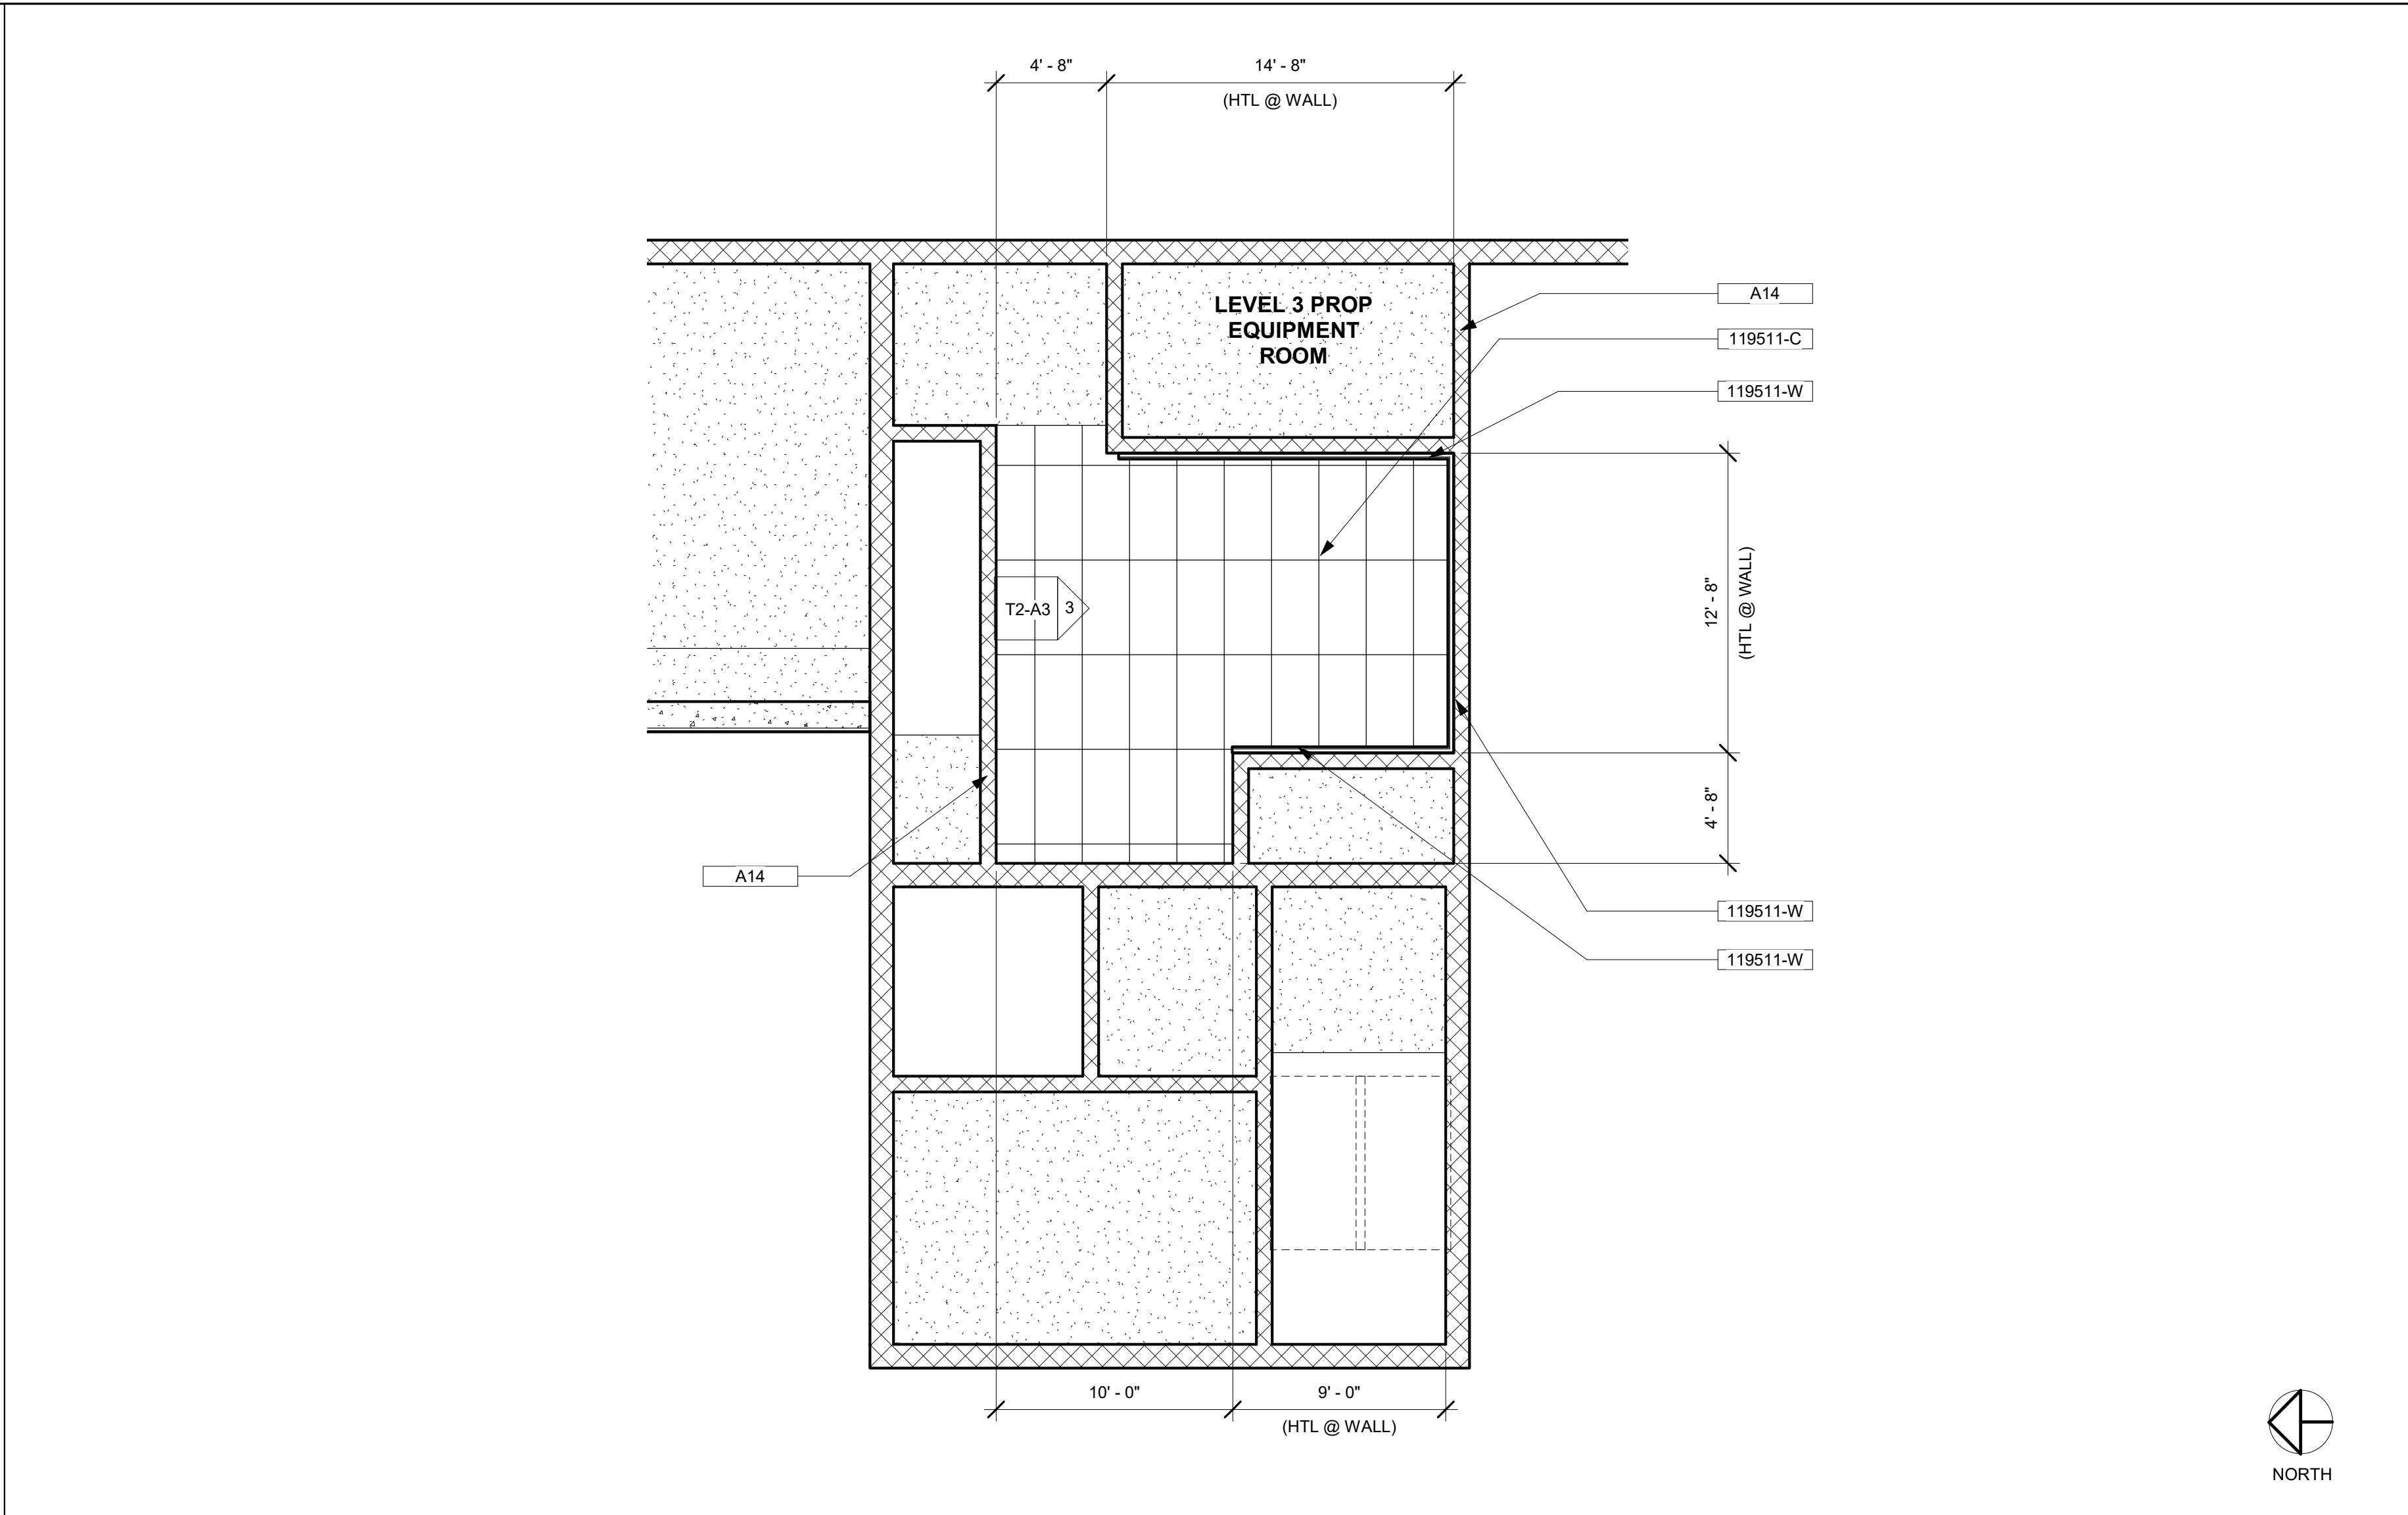 4' - 8"
14' - 8"
(HTL @ WALL)
LEVEL 3 PROP
EQUIPMENT
ROOM
A14
119511-C
119511-W
12' - 8"
(HTL @ WALL)
T2-A3
3
4' - 8"
A14
119511-W
119511-W
10' - 0"
9' - 0"
(HTL @ WALL)
NORTH